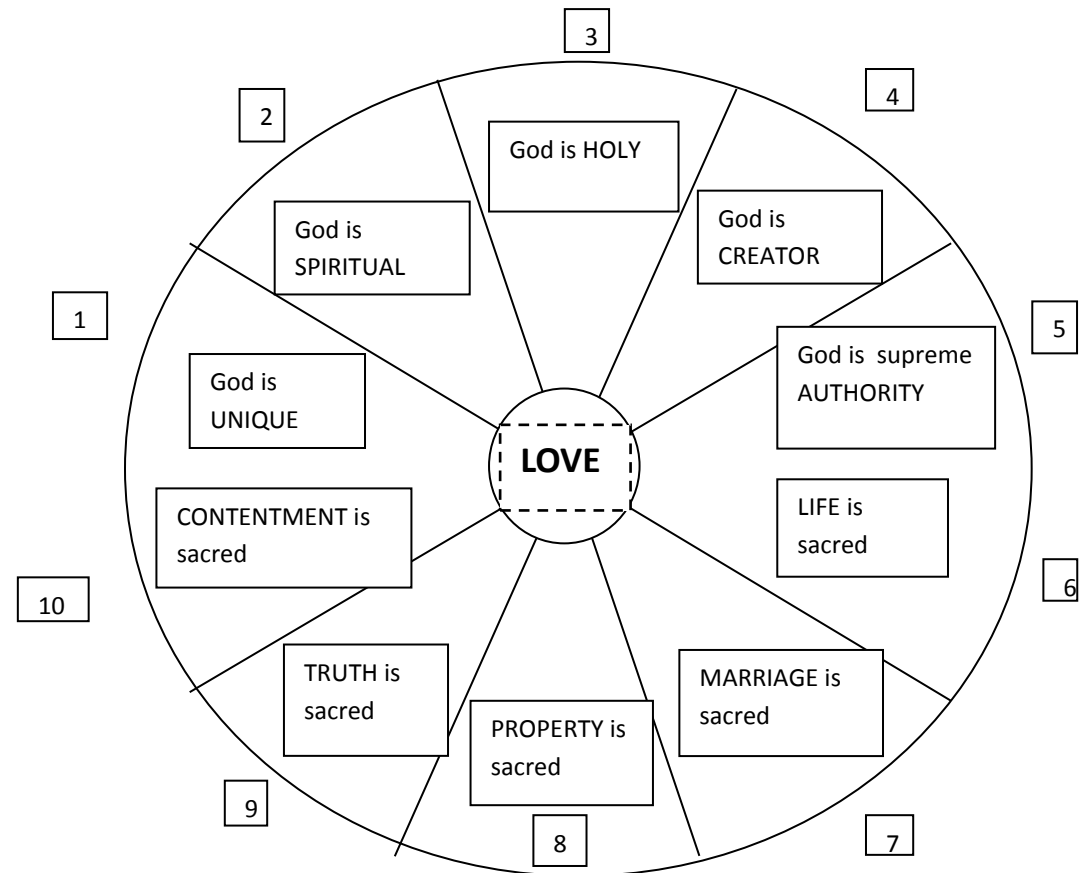 3
4
2
God is HOLY
God is
CREATOR
God is
SPIRITUAL
1
5
God is supreme
AUTHORITY
God is
UNIQUE
LOVE
LIFE is
sacred
CONTENTMENT is
sacred
6
10
TRUTH is
sacred
MARRIAGE is
sacred
PROPERTY is
sacred
9
8
7